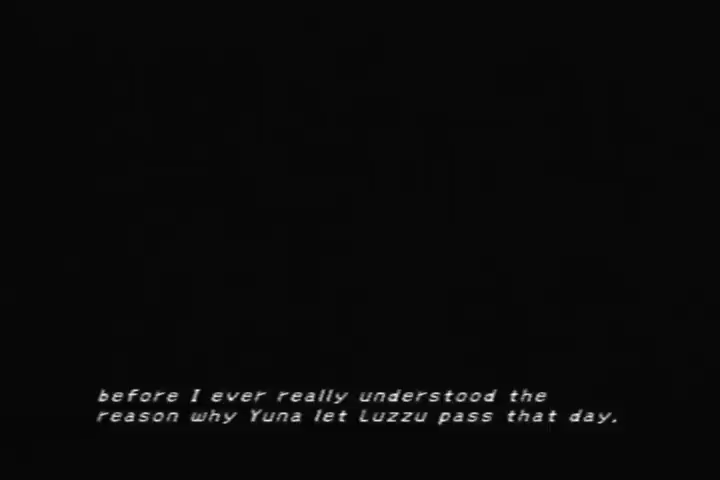 before I ever really understood the
reason why Yuna let Luzzu pass that day.